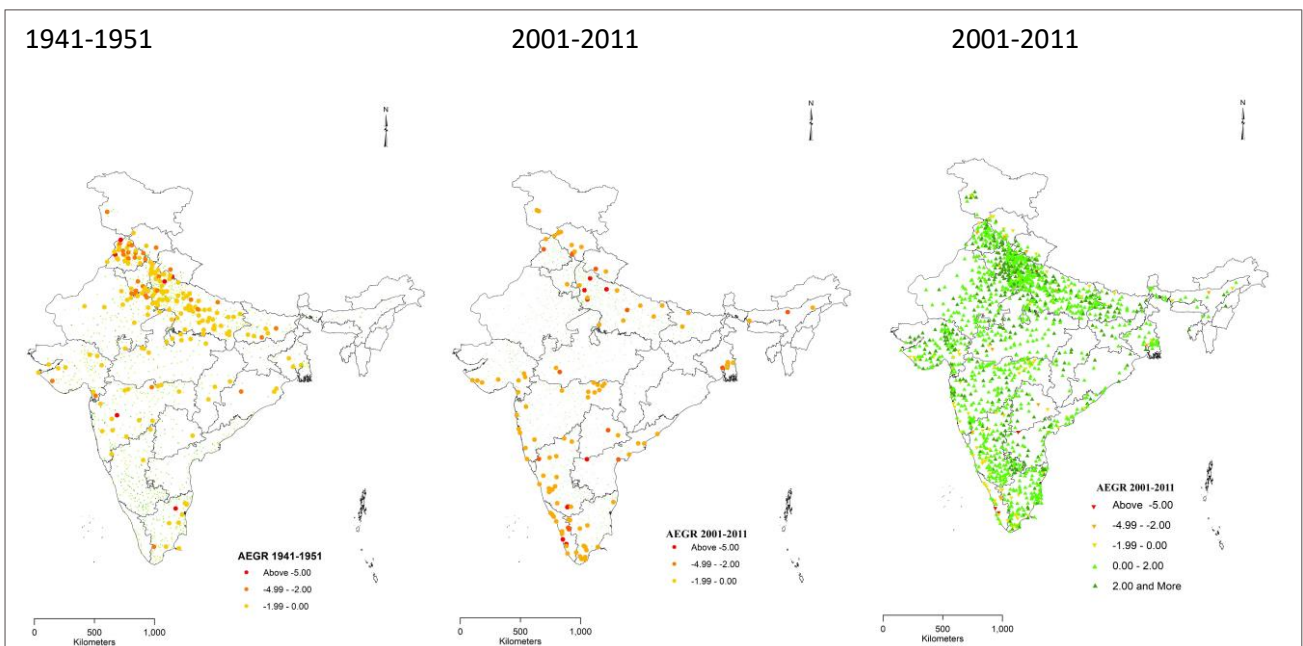 1941-1951
2001-2011
2001-2011
N
N
N
AEGR 1941-1951
Above -5.00
-4.99 - -2.00
-1.99 - 0.00
0 500 1,000
Kilometers
AEGR 2001-2011
Above -5.00
-4.99 - -2.00
-1.99 - 0.00
0 500 1,000
Kilometers
AEGR 2001-2011
Above -5.00
-4.99 - -2.00
-1.99 - 0.00
0.00 - 2.00
2.00 and More
0 500 1,000
Kilometers